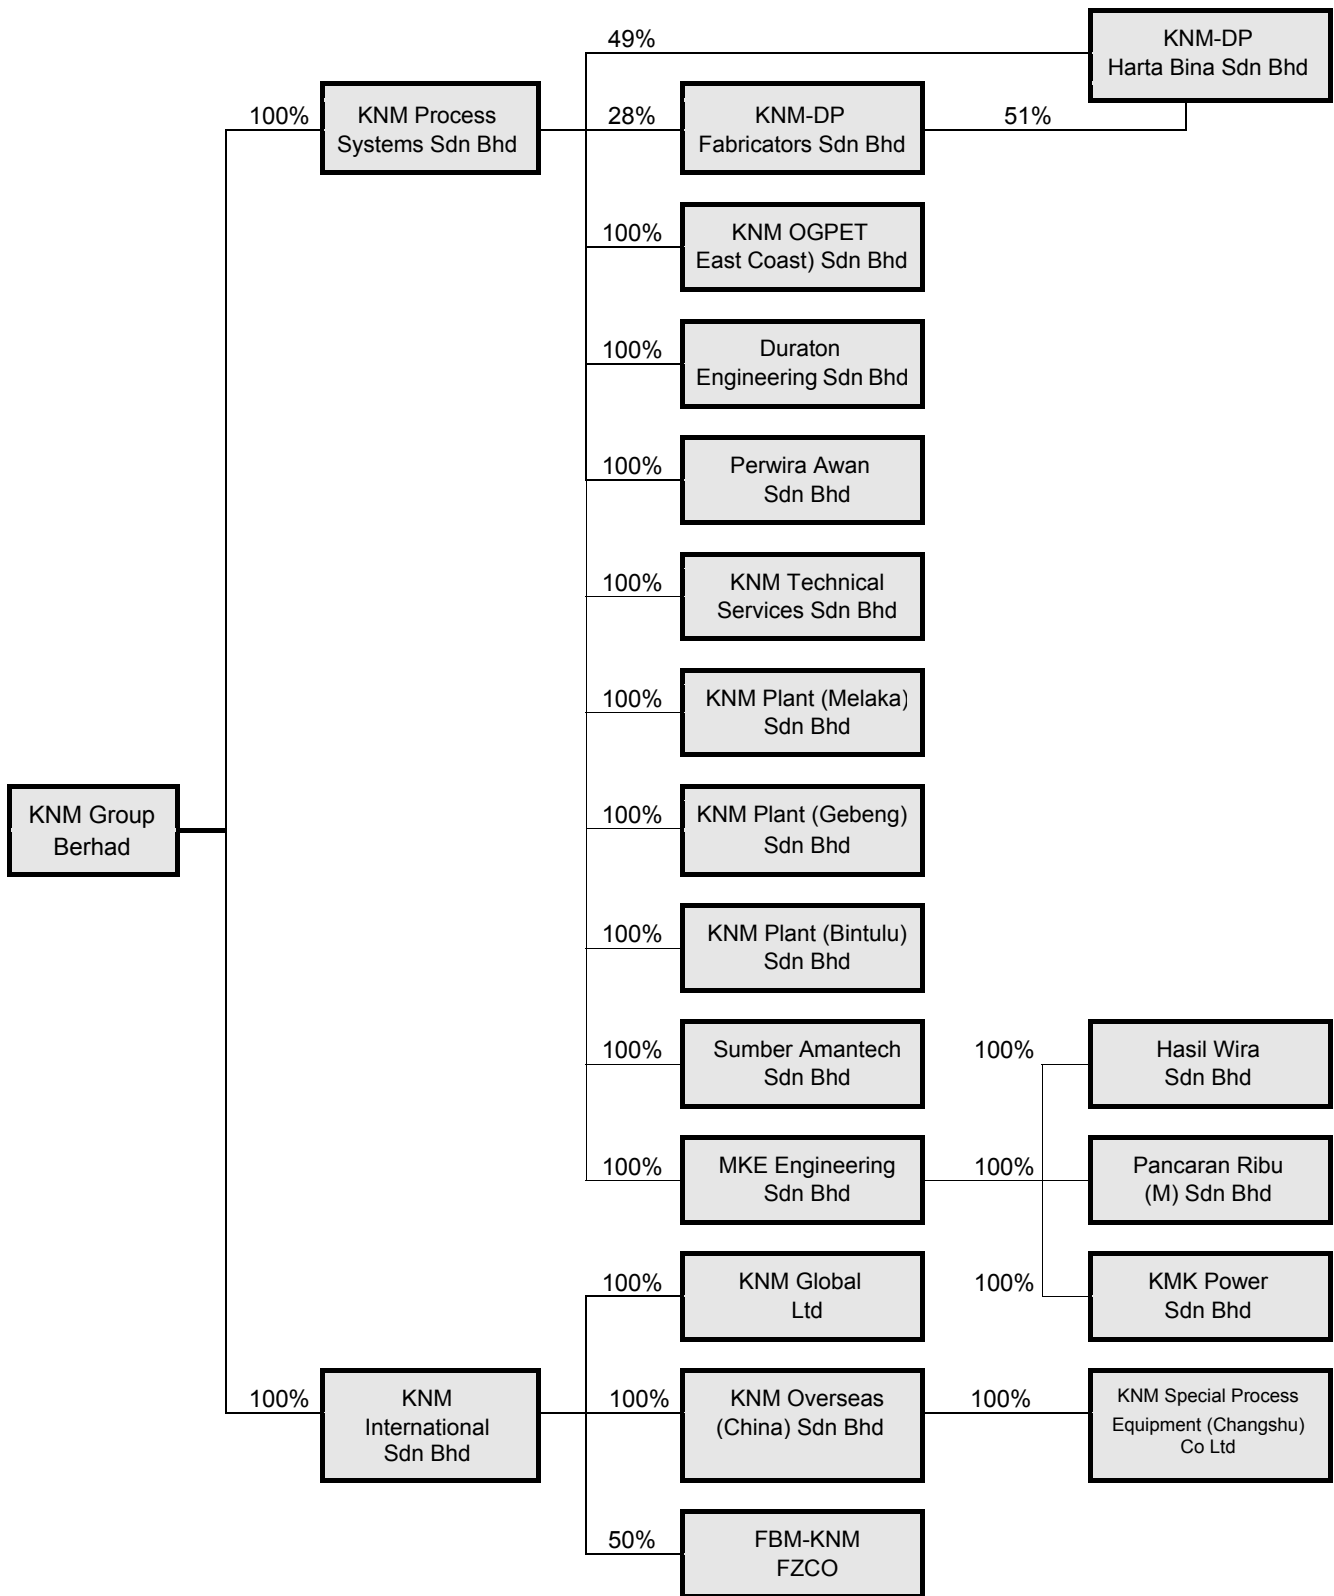 49%
KNM-DP
Harta Bina Sdn Bhd
100%
KNM Process
Systems Sdn Bhd
28%
KNM-DP
Fabricators Sdn Bhd
51%
100%
KNM OGPET
East Coast) Sdn Bhd
100%
Duraton
Engineering Sdn Bhd
100%
Perwira Awan
Sdn Bhd
100%
KNM Technical
Services Sdn Bhd
100%
KNM Plant (Melaka)
Sdn Bhd
KNM Group
Berhad
100%
KNM Plant (Gebeng)
Sdn Bhd
100%
KNM Plant (Bintulu)
Sdn Bhd
100%
Sumber Amantech
Sdn Bhd
100%
Hasil Wira
Sdn Bhd
100%
MKE Engineering
Sdn Bhd
100%
Pancaran Ribu
(M) Sdn Bhd
100%
KNM Global
Ltd
100%
KMK Power
Sdn Bhd
100%
KNM
International
Sdn Bhd
100%
KNM Overseas
(China) Sdn Bhd
100%
KNM Special Process
Equipment (Changshu)
Co Ltd
50%
FBM-KNM
FZCO